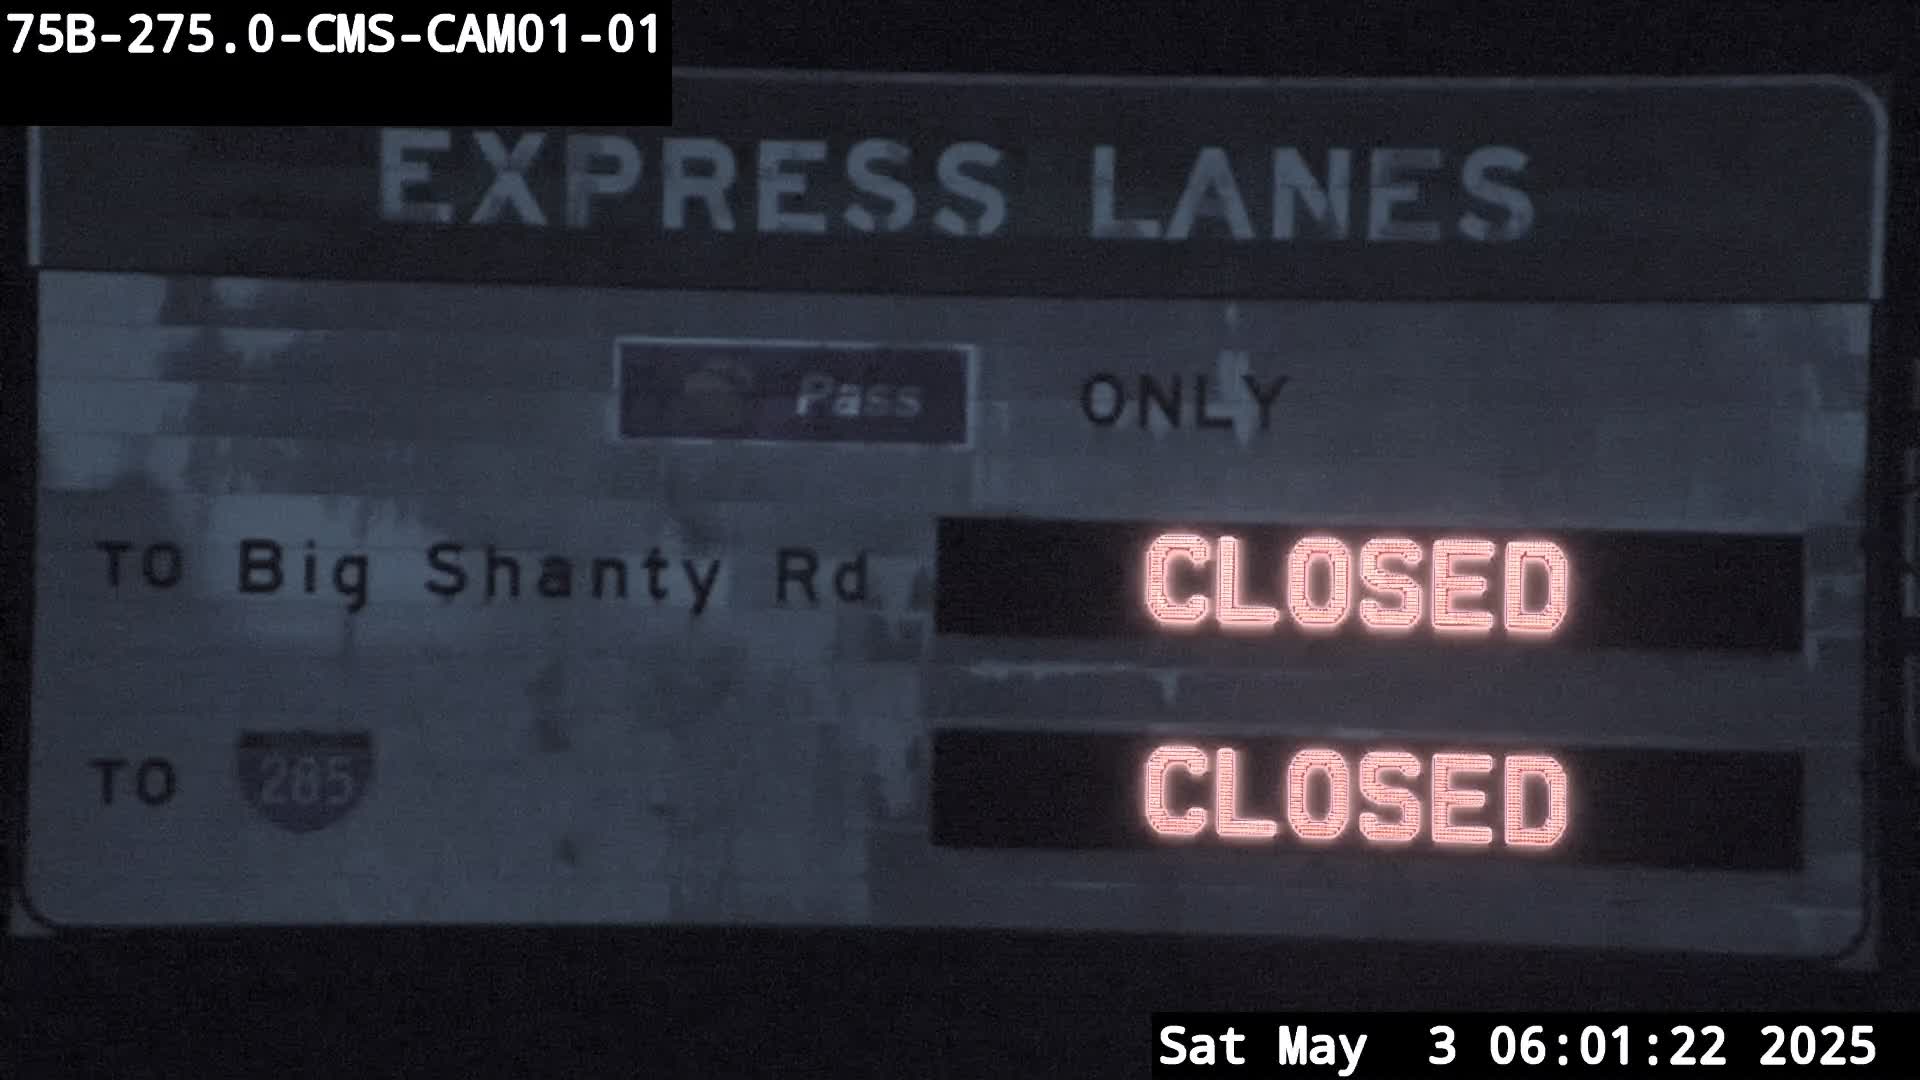 75B-275.0-CMS-CAM01-01
EXPRESS LANES
Pass ONLY
TO Big Shanty Rd CLOSED
TO 285 CLOSED
Sat May 3 06:01:22 2025